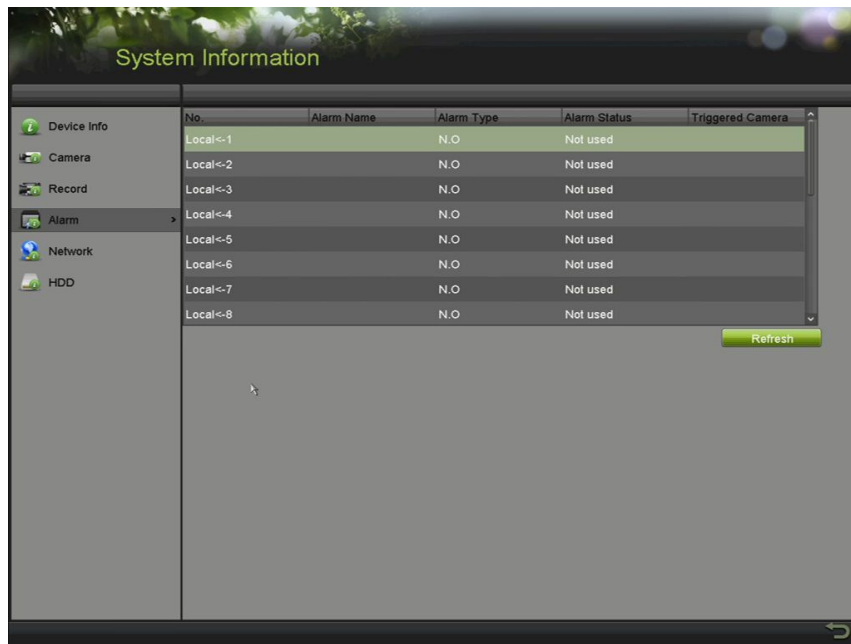 System Information
Device Info
Camera
Record
Alarm
Network
HDD
No. Alarm Name Alarm Type Alarm Status Triggered Camera
Local<-1 N.O Not used
Local<-2 N.O Not used
Local<-3 N.O Not used
Local<-4 N.O Not used
Local<-5 N.O Not used
Local<-6 N.O Not used
Local<-7 N.O Not used
Local<-8 N.O Not used
Refresh